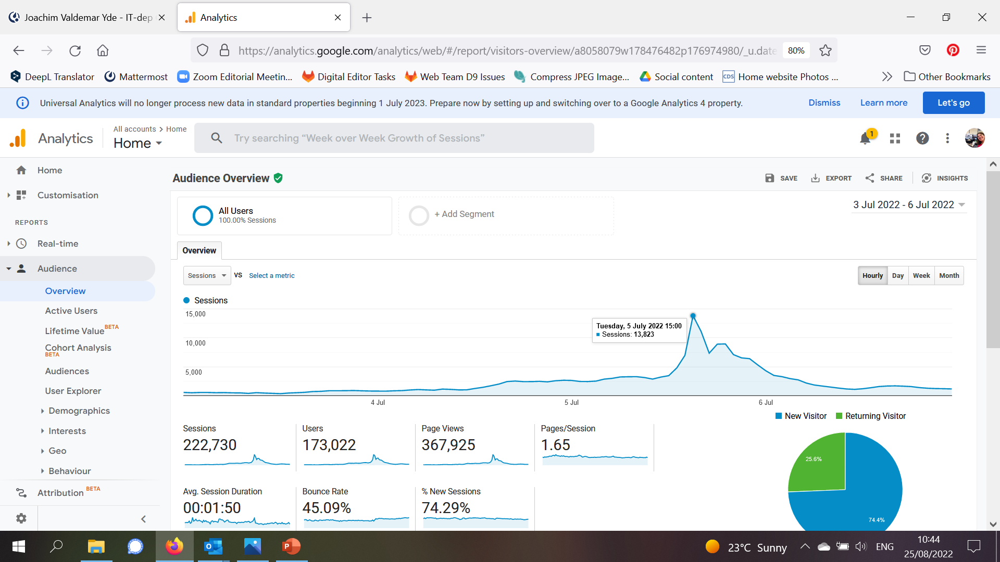 Joachim Valdemar Yde - IT-dep
Analytics
https://analytics.google.com/analytics/web/#/report/visitors-overview/a8058079w178476482p176974980/_u.date
80%
DeepL Translator
Mattermost
Zoom Editorial Meetin...
Digital Editor Tasks
Web Team D9 Issues
Compress JPEG Image...
Social content
CDS
Home website Photos ...
Other Bookmarks
Universal Analytics will no longer process new data in standard properties beginning 1 July 2023. Prepare now by setting up and switching over to a Google Analytics 4 property.
Dismiss
Learn more
Let's go
Analytics
All accounts > Home
Home
Try searching “Week over Week Growth of Sessions”
1
Home
Customisation
REPORTS
Real-time
Audience
Overview
Active Users
Lifetime Value BETA
Cohort Analysis
BETA
Audiences
User Explorer
Demographics
Interests
Geo
Behaviour
Attribution BETA
Audience Overview
SAVE
EXPORT
SHARE
INSIGHTS
All Users
100.00% Sessions
+ Add Segment
3 Jul 2022 - 6 Jul 2022
Overview
Sessions
VS
Select a metric
Hourly
Day
Week
Month
Sessions
15,000
10,000
5,000
Tuesday, 5 July 2022 15:00
Sessions: 13,823
4 Jul
5 Jul
6 Jul
New Visitor
Returning Visitor
Sessions
222,730
Users
173,022
Page Views
367,925
Pages/Session
1.65
Avg. Session Duration
00:01:50
Bounce Rate
45.09%
% New Sessions
74.29%
25.6%
74.4%
23°C Sunny
ENG
10:44
25/08/2022